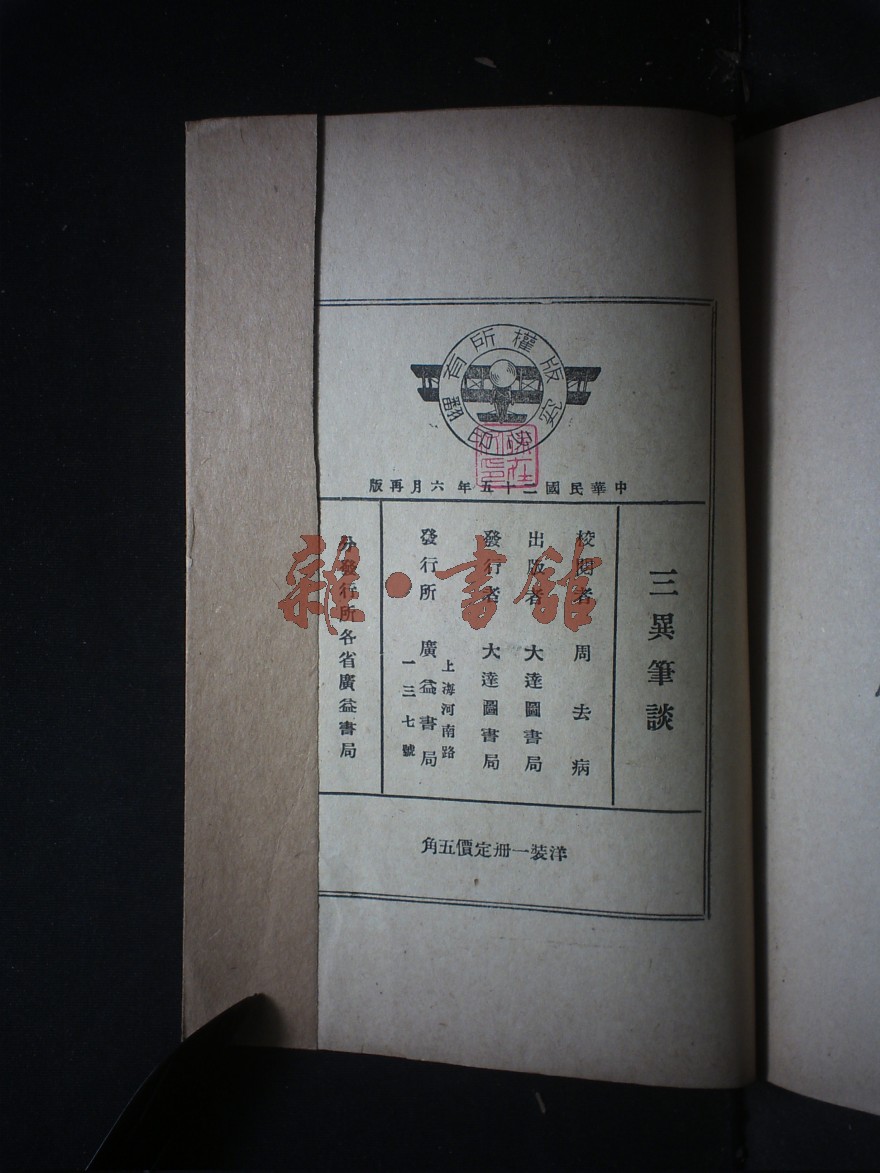 版權所有
翻印必究
中華民國二十五年六月再版
三異筆談
校閱者 周去病
出版者 大達圖書局
發行者 大達圖書局
發行所 廣益書局
上海河南路
一三七號
分發行所各省廣益書局
洋裝一册定價五角
雜·書館